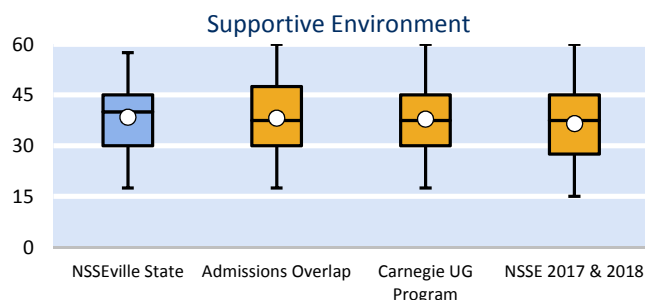 Supportive Environment
60
45
30
15
0
NSSEville State
Admissions Overlap
Carnegie UG
Program
NSSE 2017 & 2018